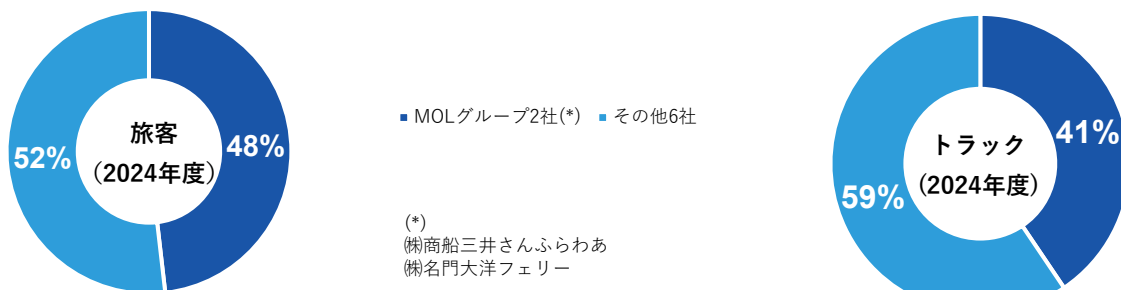 旅客
(2024年度)
52%
48%
■ MOLグループ2社(*) ■ その他6社
(*)
㈱商船三井さんふらわあ
㈱名門大洋フェリー
トラック
(2024年度)
59%
41%